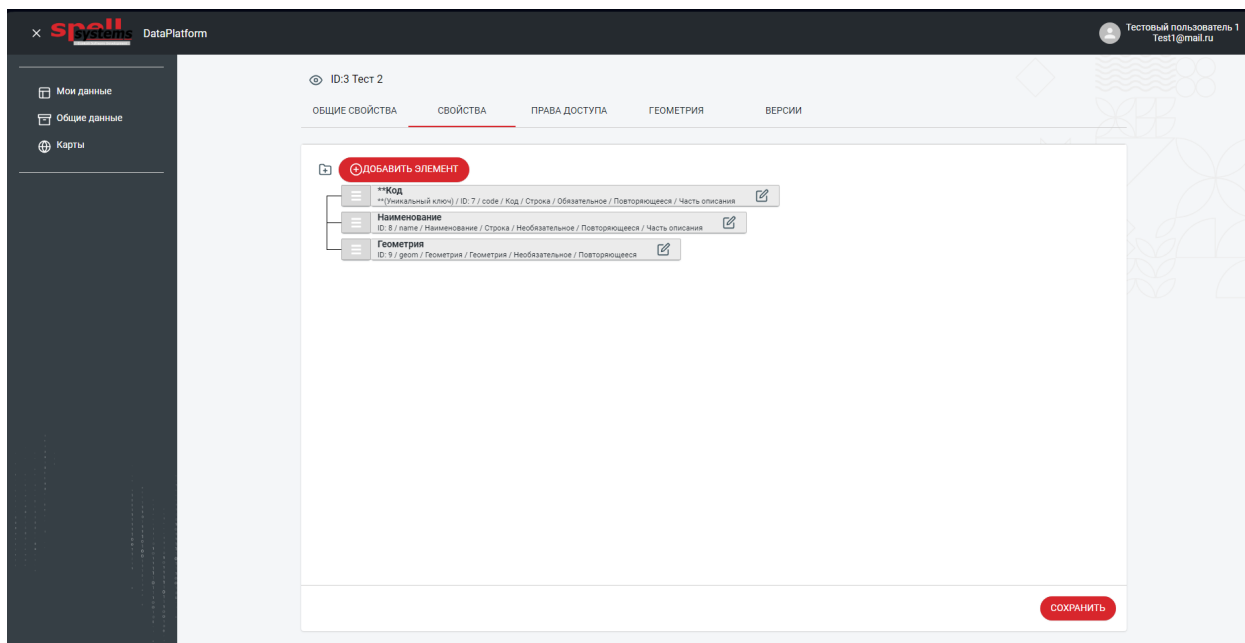 × spell systems DataPlatform
Тестовый пользователь 1
Test1@mail.ru
Мои данные
Общие данные
Карты
ID:3 Тест 2
ОБЩИЕ СВОЙСТВА СВОЙСТВА ПРАВА ДОСТУПА ГЕОМЕТРИЯ ВЕРСИИ
ДОБАВИТЬ ЭЛЕМЕНТ
**Код
**(Уникальный ключ) / ID: 7 / code / Код / Строка / Обязательное / Повторяющееся / Часть описания
Наименование
ID: 8 / name / Наименование / Строка / Необязательное / Повторяющееся / Часть описания
Геометрия
ID: 9 / geom / Геометрия / Геометрия / Необязательное / Повторяющееся
СОХРАНИТЬ